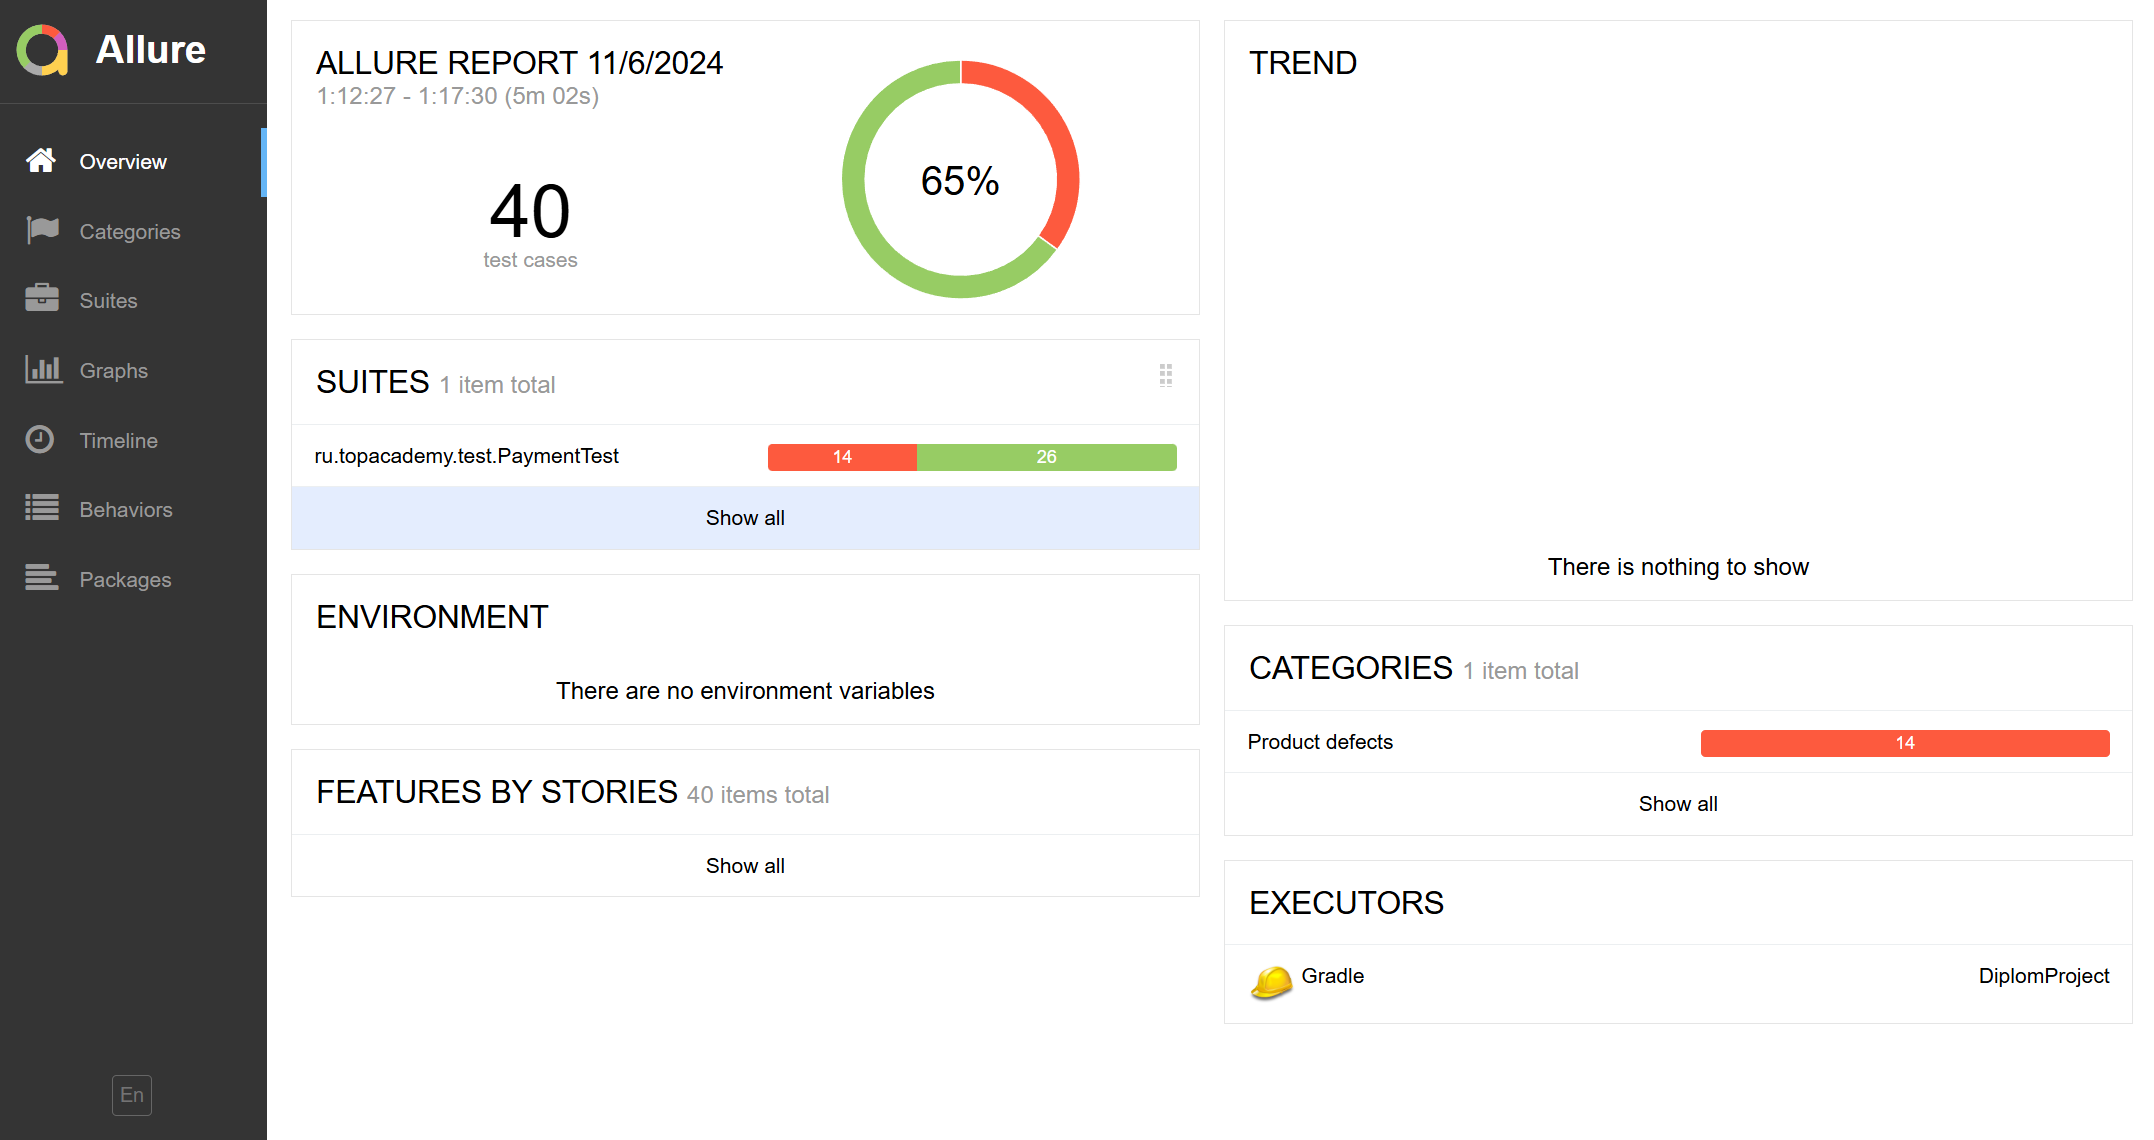 Allure
Overview
Categories
Suites
Graphs
Timeline
Behaviors
Packages
En
ALLURE REPORT 11/6/2024
1:12:27 - 1:17:30 (5m 02s)
40
test cases
65%
SUITES 1 item total
ru.topacademy.test.PaymentTest 14 26
Show all
ENVIRONMENT
There are no environment variables
FEATURES BY STORIES 40 items total
Show all
TREND
There is nothing to show
CATEGORIES 1 item total
Product defects 14
Show all
EXECUTORS
Gradle DiplomProject